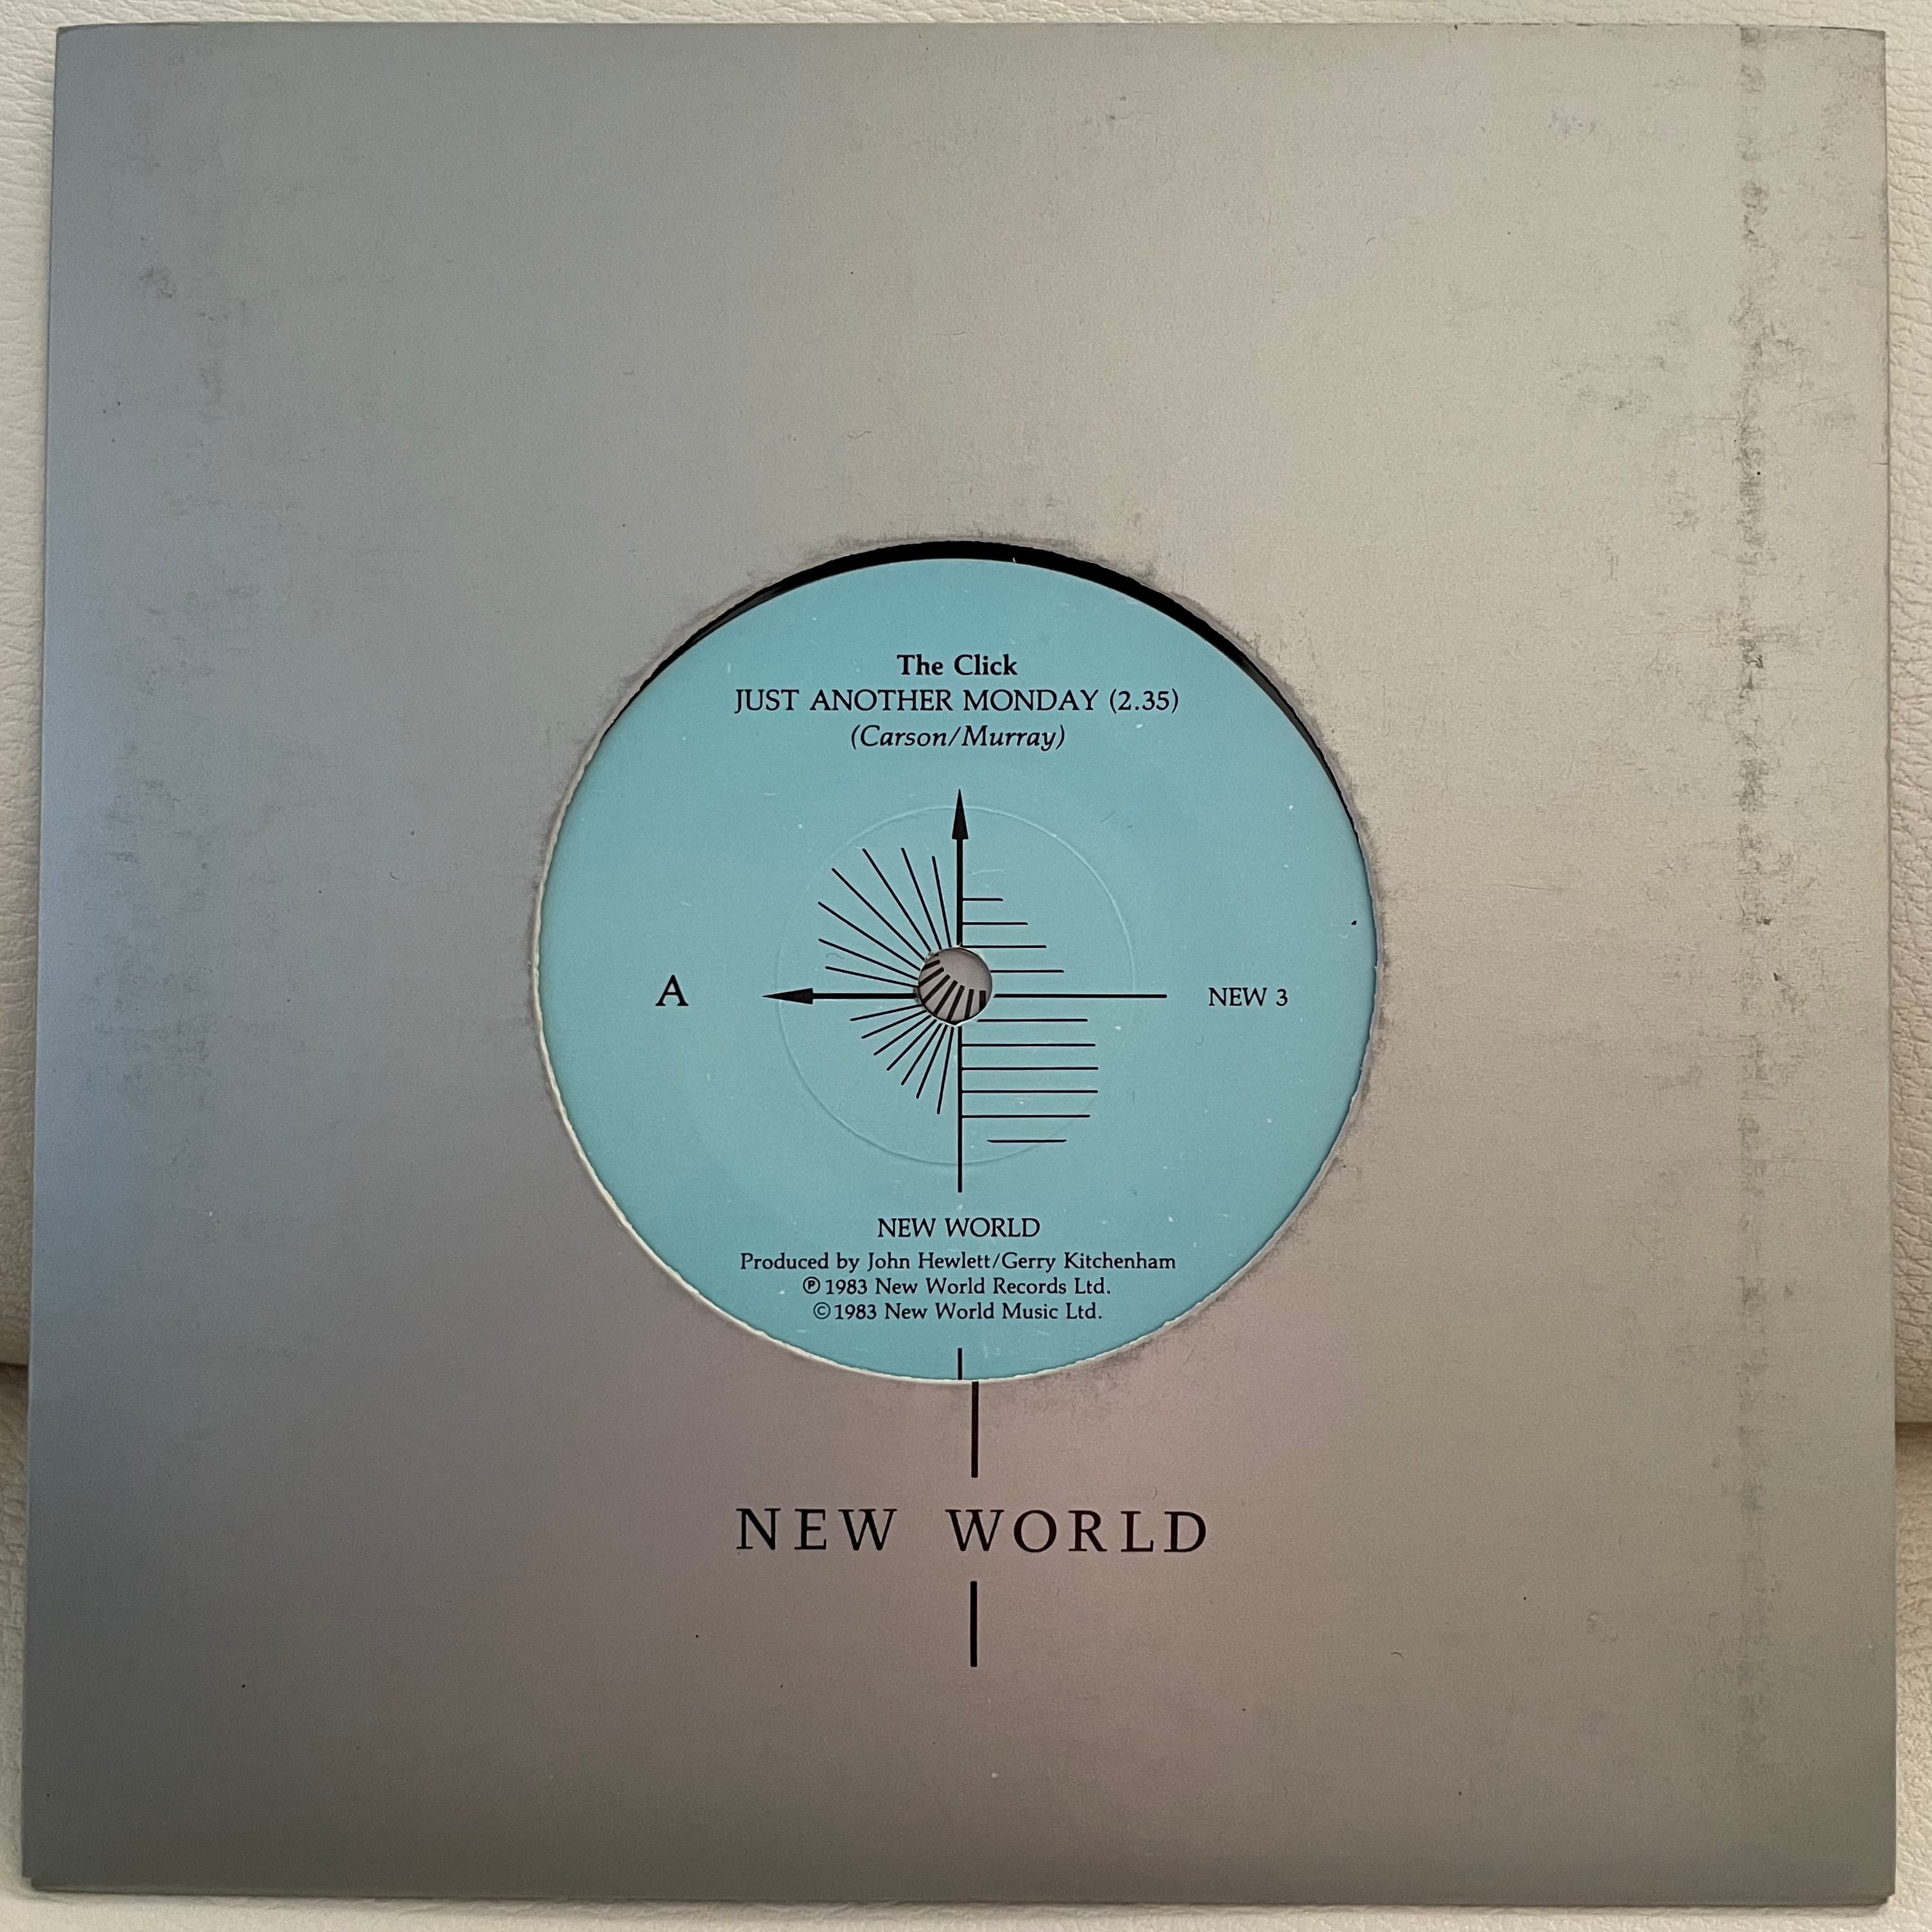 The Click
JUST ANOTHER MONDAY (2.35)
(Carson/Murray)
A
NEW 3
NEW WORLD
Produced by John Hewlett/Gerry Kitchenham
℗ 1983 New World Records Ltd.
© 1983 New World Music Ltd.
NEW WORLD